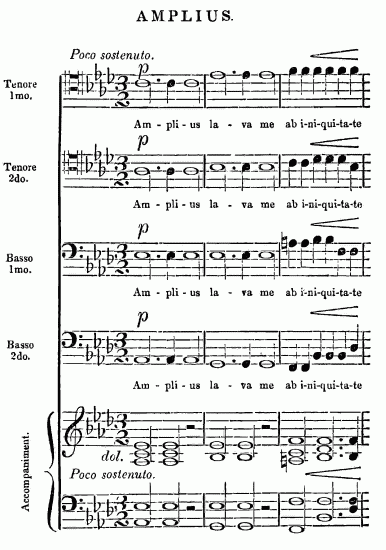 AMPLIUS.
Poco sostenuto.
Tenore
1mo.
p
Am - pli - us la - va me ab i-ni-qui-ta-te
Tenore
2do.
p
Am - pli - us la - va me ab i-ni-qui-ta-te
Basso
1mo.
p
Am - pli - us la - va me ab i-ni-qui-ta-te
Basso
2do.
p
Am - pli - us la - va me ab i-ni-qui-ta-te
Accompaniment.
dol.
Poco sostenuto.